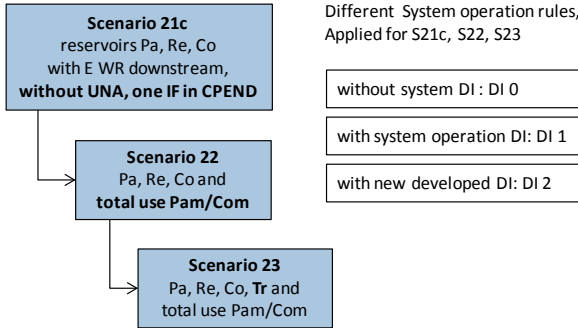 Scenario 21c
reservoirs Pa, Re, Co
with E WR downstream,
without UNA, one IF in CPEND
Different System operation rules,
Applied for S21c, S22, S23
without system DI : DI 0
with system operation DI: DI 1
with new developed DI: DI 2
Scenario 22
Pa, Re, Co and
total use Pam/Com
Scenario 23
Pa, Re, Co, Tr and
total use Pam/Com